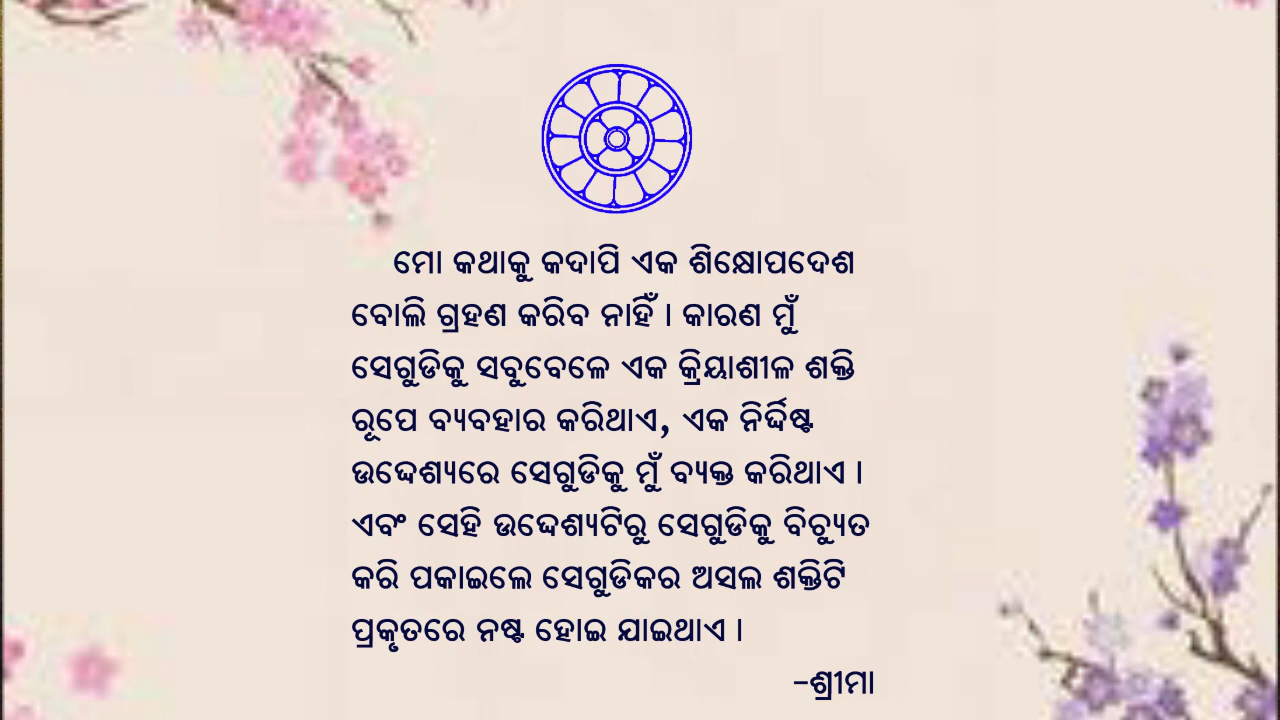 ମୋ କଥାକୁ କଦାପି ଏକ ଶିକ୍ଷୋପଦେଶ
ବୋଲି ଗ୍ରହଣ କରିବ ନାହିଁ । କାରଣ ମୁଁ
ସେଗୁଡିକୁ ସବୁବେଳେ ଏକ କ୍ରିୟାଶୀଳ ଶକ୍ତି
ରୂପେ ବ୍ୟବହାର କରିଥାଏ, ଏକ ନିର୍ଦ୍ଦିଷ୍ଟ
ଉଦ୍ଦେଶ୍ୟରେ ସେଗୁଡିକୁ ମୁଁ ବ୍ୟକ୍ତ କରିଥାଏ ।
ଏବଂ ସେହି ଉଦ୍ଦେଶ୍ୟଟିରୁ ସେଗୁଡିକୁ ବିଚ୍ୟୁତ
କରି ପକାଇଲେ ସେଗୁଡିକର ଅସଲ ଶକ୍ତିଟି
ପ୍ରକୃତରେ ନଷ୍ଟ ହୋଇ ଯାଇଥାଏ ।
-ଶ୍ରୀମା